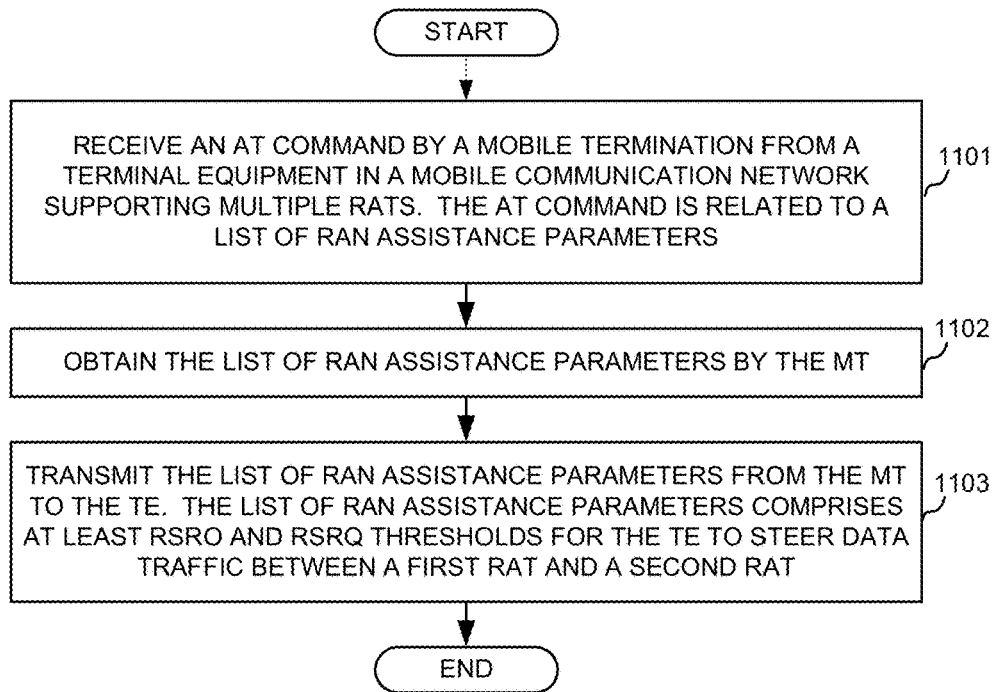 START
RECEIVE AN AT COMMAND BY A MOBILE TERMINATION FROM A
TERMINAL EQUIPMENT IN A MOBILE COMMUNICATION NETWORK
SUPPORTING MULTIPLE RATS. THE AT COMMAND IS RELATED TO A
LIST OF RAN ASSISTANCE PARAMETERS
1101
OBTAIN THE LIST OF RAN ASSISTANCE PARAMETERS BY THE MT
1102
TRANSMIT THE LIST OF RAN ASSISTANCE PARAMETERS FROM THE MT
TO THE TE. THE LIST OF RAN ASSISTANCE PARAMETERS COMPRISES
AT LEAST RSRO AND RSRQ THRESHOLDS FOR THE TE TO STEER DATA
TRAFFIC BETWEEN A FIRST RAT AND A SECOND RAT
1103
END